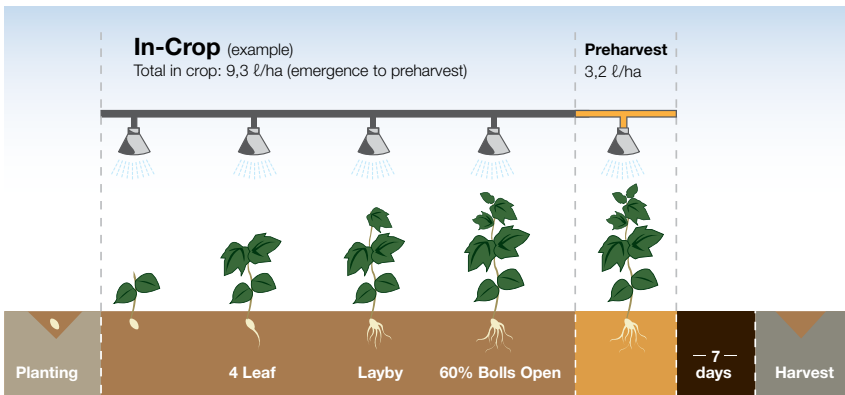 In-Crop (example)
Total in crop: 9,3 ℓ/ha (emergence to preharvest)
Preharvest
3,2 ℓ/ha
Planting
4 Leaf
Layby
60% Bolls Open
— 7 —
days
Harvest